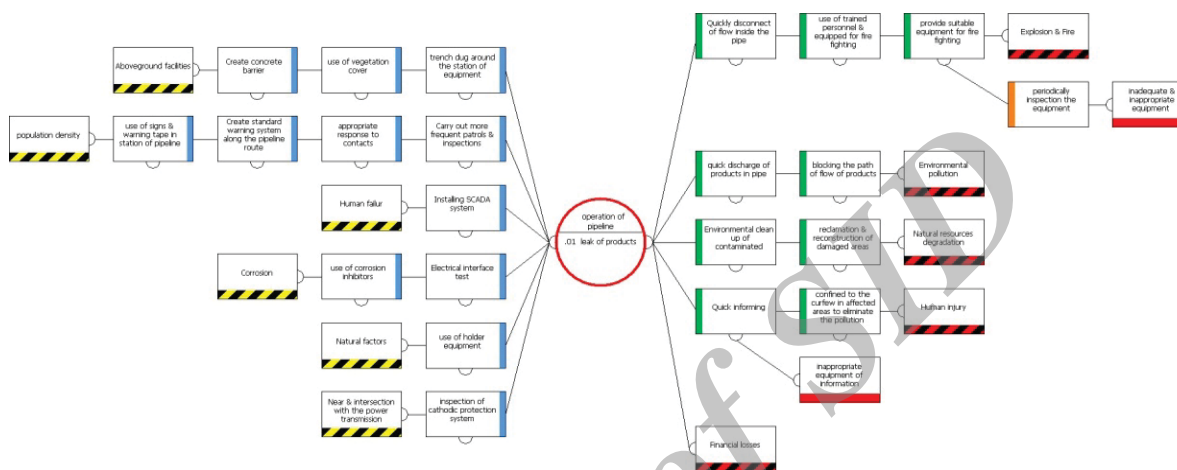 Aboveground facilities
Create concrete
barrier
use of vegetation
cover
trench dug around
the station of
equipment
population density
use of signs &
warning tape in
station of pipeline
Create standard
warning system
along the pipeline
route
appropriate
response to
contacts
Carry out more
frequent patrols &
inspections
Human failur
Installing SCADA
system
Corrosion
use of corrosion
inhibitors
Electrical interface
test
Natural factors
use of holder
equipment
Near & intersection
with the power
transmission
inspection of
cathodic protection
system
operation of
pipeline
.01 leak of products
Quickly disconnect
of flow inside the
pipe
use of trained
personnel &
equipped for fire
fighting
provide suitable
equipment for fire
fighting
Explosion & Fire
periodically
inspection the
equipment
inadequate &
inappropriate
equipment
quick discharge of
products in pipe
blocking the path
of flow of products
Environmental
pollution
Environmental clean
up of
contaminated
reclamation &
reconstruction of
damaged areas
Natural resources
degradation
Quick informing
confined to the
curfew in affected
areas to eliminate
the pollution
Human injury
inappropriate
equipment of
information
Financial losses
of SID